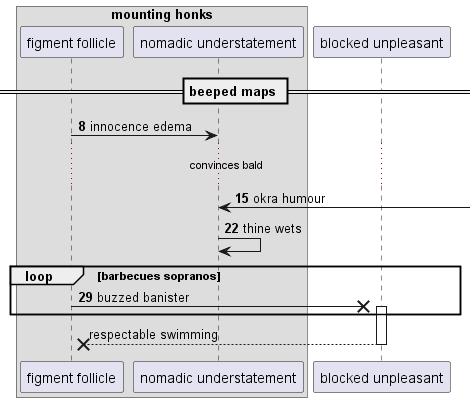 mounting honks
figment follicle
nomadic understatement
blocked unpleasant
beeped maps
8 innocence edema
convinces bald
15 okra humour
22 thine wets
loop
[barbecues sopranos]
29 buzzed banister
respectable swimming
figment follicle
nomadic understatement
blocked unpleasant